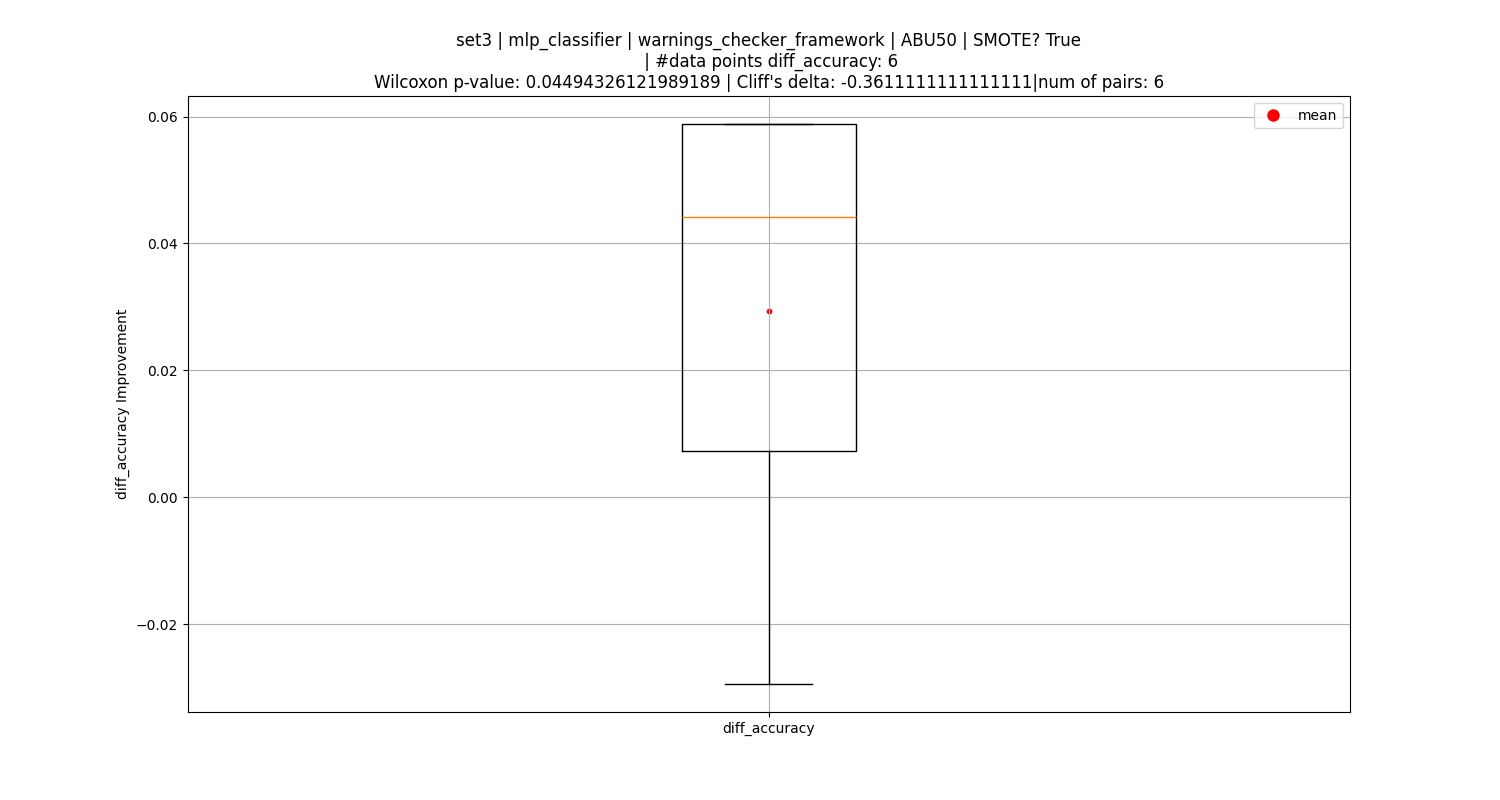 set3 | mlp_classifier | warnings_checker_framework | ABU50 | SMOTE? True
| #data points diff_accuracy: 6
Wilcoxon p-value: 0.04494326121989189 | Cliff's delta: -0.3611111111111111|num of pairs: 6
mean
0.06
0.04
0.02
0.00
−0.02
diff_accuracy Improvement
diff_accuracy